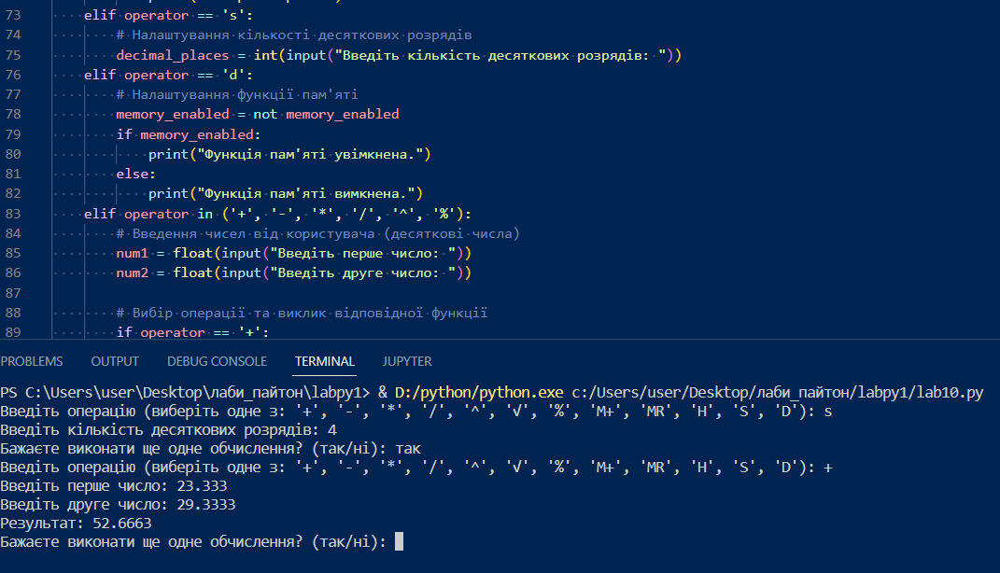 73 elif operator == 's':
74 # Налаштування кількості десяткових розрядів
75 decimal_places = int(input("Введіть кількість десяткових розрядів: "))
76 elif operator == 'd':
77 # Налаштування функції пам'яті
78 memory_enabled = not memory_enabled
79 if memory_enabled:
80 print("Функція пам'яті увімкнена.")
81 else:
82 print("Функція пам'яті вимкнена.")
83 elif operator in ('+', '-', '*', '/', '^', '%'):
84 # Введення чисел від користувача (десяткові числа)
85 num1 = float(input("Введіть перше число: "))
86 num2 = float(input("Введіть друге число: "))
87
88 # Вибір операції та виклик відповідної функції
89 if operator == '+':
PROBLEMS OUTPUT DEBUG CONSOLE TERMINAL JUPYTER
PS C:\Users\user\Desktop\лаби_пайтон\labpy1> & D:/python/python.exe c:/Users/user/Desktop/лаби_пайтон/labpy1/lab10.py
Введіть операцію (виберіть одне з: '+', '-', '*', '/', '^', '√', '%', 'M+', 'MR', 'H', 'S', 'D'): s
Введіть кількість десяткових розрядів: 4
Бажаєте виконати ще одне обчислення? (так/ні): так
Введіть операцію (виберіть одне з: '+', '-', '*', '/', '^', '√', '%', 'M+', 'MR', 'H', 'S', 'D'): +
Введіть перше число: 23.333
Введіть друге число: 29.3333
Результат: 52.6663
Бажаєте виконати ще одне обчислення? (так/ні):